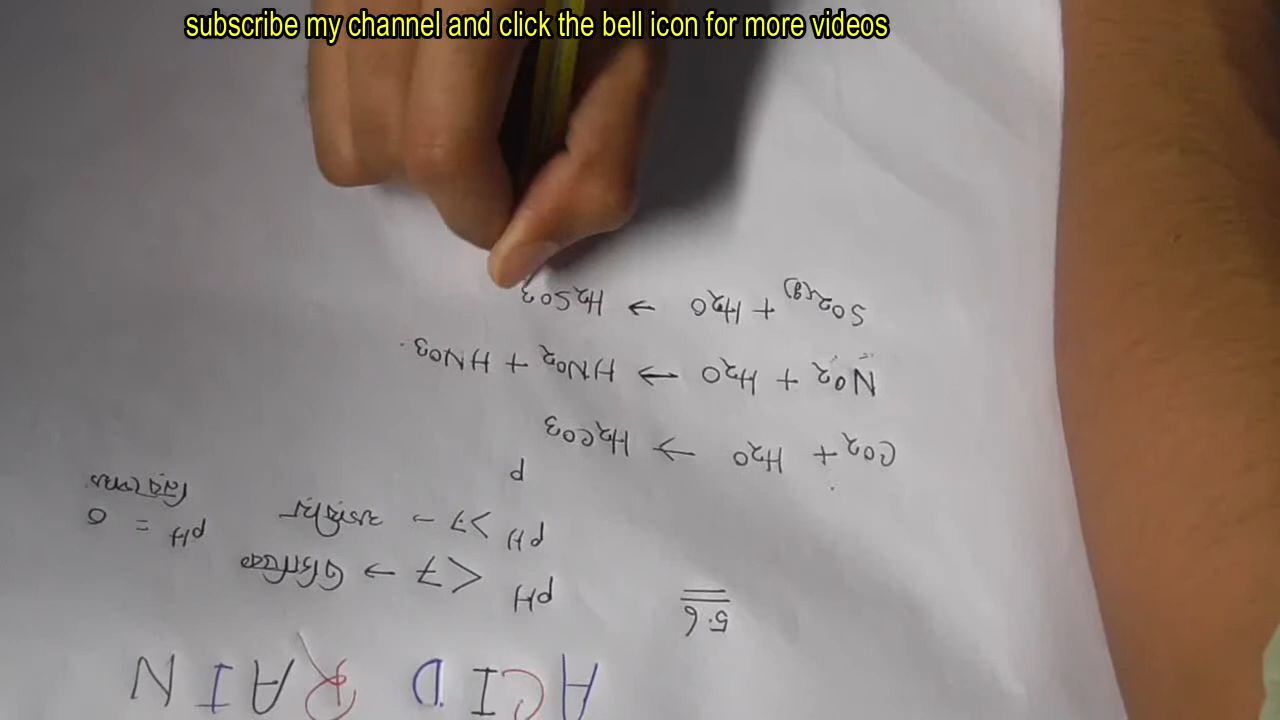 subscribe my channel and click the bell icon for more videos
ACID RAIN
5.6
pH <7 →
pH >7 -
pH = 0
p
CO2 + H2O → H2CO3
NO2 + H2O → HNO2 + HNO3.
SO2(g) + H2O → H2SO3